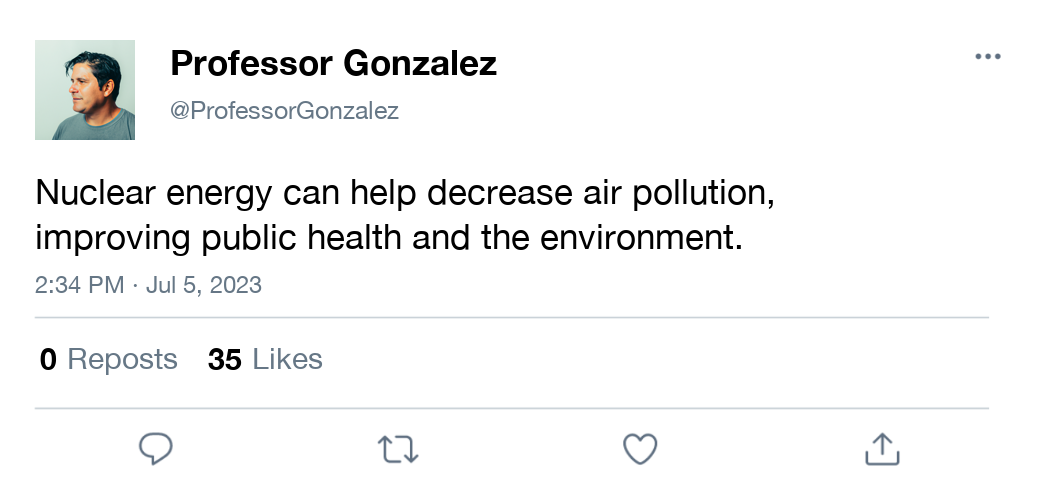 Professor Gonzalez
@ProfessorGonzalez
Nuclear energy can help decrease air pollution,
improving public health and the environment.
2:34 PM · Jul 5, 2023
0 Reposts 35 Likes